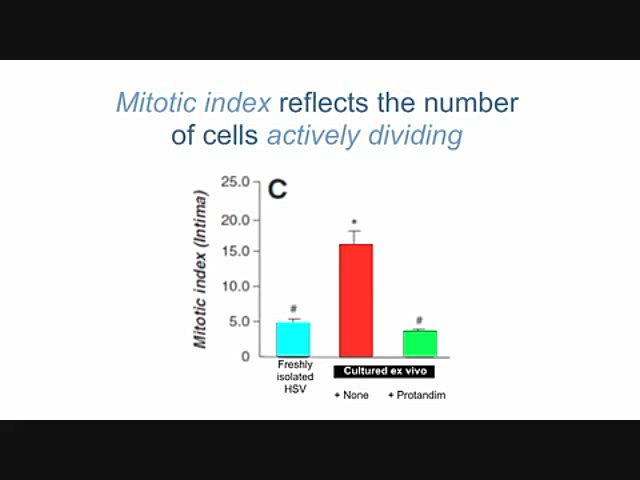 Mitotic index reflects the number
of cells actively dividing
C
Mitotic index (Intima)
25.0
20.0
15.0
10.0
5.0
0
#
*
#
Freshly
isolated
HSV
Cultured ex vivo
+ None
+ Protandim